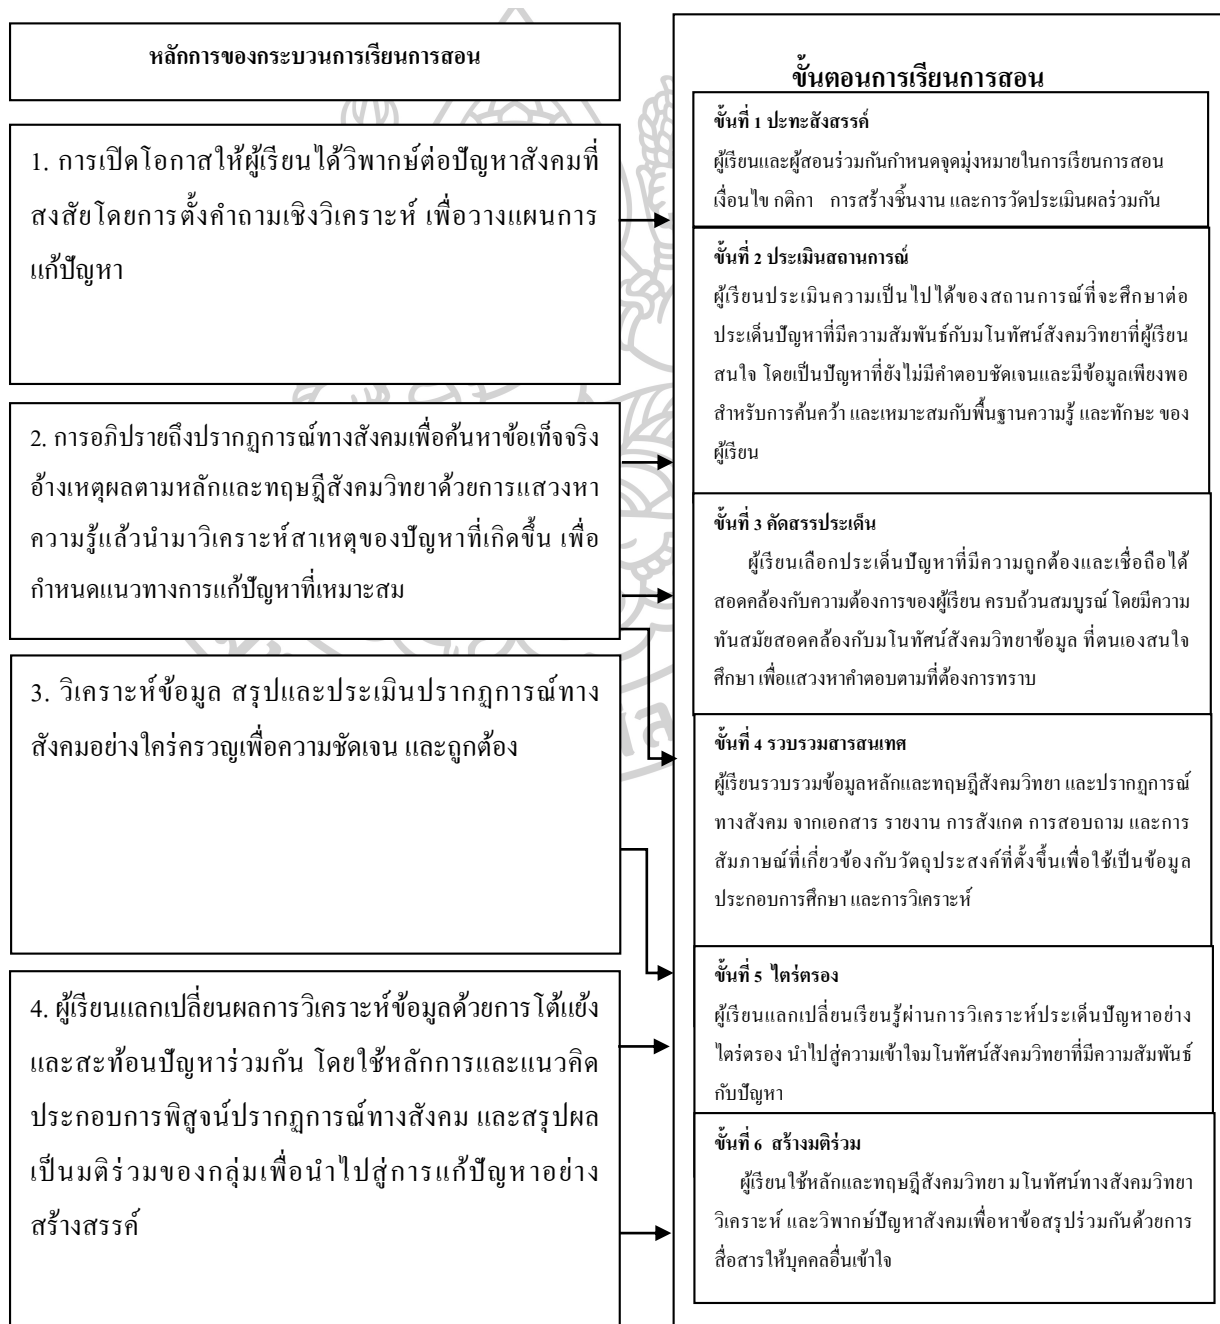 หลักการของกระบวนการเรียนการสอน
1. การเปิดโอกาสให้ผู้เรียนได้วิพากษ์ต่อปัญหาสังคมที่
สงสัยโดยการตั้งคำถามเชิงวิเคราะห์ เพื่อวางแผนการ
แก้ปัญหา
2. การอภิปรายถึงปรากฏการณ์ทางสังคมเพื่อค้นหาข้อเท็จจริง
อ้างเหตุผลตามหลักและทฤษฎีสังคมวิทยาด้วยการแสวงหา
ความรู้แล้วนำมาวิเคราะห์สาเหตุของปัญหาที่เกิดขึ้น เพื่อ
กำหนดแนวทางการแก้ปัญหาที่เหมาะสม
3. วิเคราะห์ข้อมูล สรุปและประเมินปรากฏการณ์ทาง
สังคมอย่างใคร่ครวญเพื่อความชัดเจน และถูกต้อง
4. ผู้เรียนแลกเปลี่ยนผลการวิเคราะห์ข้อมูลด้วยการโต้แย้ง
และสะท้อนปัญหาร่วมกัน โดยใช้หลักการและแนวคิด
ประกอบการพิสูจน์ปรากฏการณ์ทางสังคม และสรุปผล
เป็นมติร่วมของกลุ่มเพื่อนำไปสู่การแก้ปัญหาอย่าง
สร้างสรรค์
ขั้นตอนการเรียนการสอน
ขั้นที่ 1 ปะทะสังสรรค์
ผู้เรียนและผู้สอนร่วมกันกำหนดจุดมุ่งหมายในการเรียนการสอน
เงื่อนไข กติกา การสร้างชิ้นงาน และการวัดประเมินผลร่วมกัน
ขั้นที่ 2 ประเมินสถานการณ์
ผู้เรียนประเมินความเป็นไปได้ของสถานการณ์ที่จะศึกษาต่อ
ประเด็นปัญหาที่มีความสัมพันธ์กับมโนทัศน์สังคมวิทยาที่ผู้เรียน
สนใจ โดยเป็นปัญหาที่ยังไม่มีคำตอบชัดเจนและมีข้อมูลเพียงพอ
สำหรับการค้นคว้า และเหมาะสมกับพื้นฐานความรู้ และทักษะ ของ
ผู้เรียน
ขั้นที่ 3 คัดสรรประเด็น
ผู้เรียนเลือกประเด็นปัญหาที่มีความถูกต้องและเชื่อถือได้
สอดคล้องกับความต้องการของผู้เรียน ครบถ้วนสมบูรณ์ โดยมีความ
ทันสมัยสอดคล้องกับมโนทัศน์สังคมวิทยาข้อมูล ที่ตนเองสนใจ
ศึกษา เพื่อแสวงหาคำตอบตามที่ต้องการทราบ
ขั้นที่ 4 รวบรวมสารสนเทศ
ผู้เรียนรวบรวมข้อมูลหลักและทฤษฎีสังคมวิทยา และปรากฏการณ์
ทางสังคม จากเอกสาร รายงาน การสังเกต การสอบถาม และการ
สัมภาษณ์ที่เกี่ยวข้องกับวัตถุประสงค์ที่ตั้งขึ้นเพื่อใช้เป็นข้อมูล
ประกอบการศึกษา และการวิเคราะห์
ขั้นที่ 5 ไตร่ตรอง
ผู้เรียนแลกเปลี่ยนเรียนรู้ผ่านการวิเคราะห์ประเด็นปัญหาอย่าง
ไตร่ตรอง นำไปสู่ความเข้าใจมโนทัศน์สังคมวิทยาที่มีความสัมพันธ์
กับปัญหา
ขั้นที่ 6 สร้างมติร่วม
ผู้เรียนใช้หลักและทฤษฎีสังคมวิทยา มโนทัศน์ทางสังคมวิทยา
วิเคราะห์ และวิพากษ์ปัญหาสังคมเพื่อหาข้อสรุปร่วมกันด้วยการ
สื่อสารให้บุคคลอื่นเข้าใจ